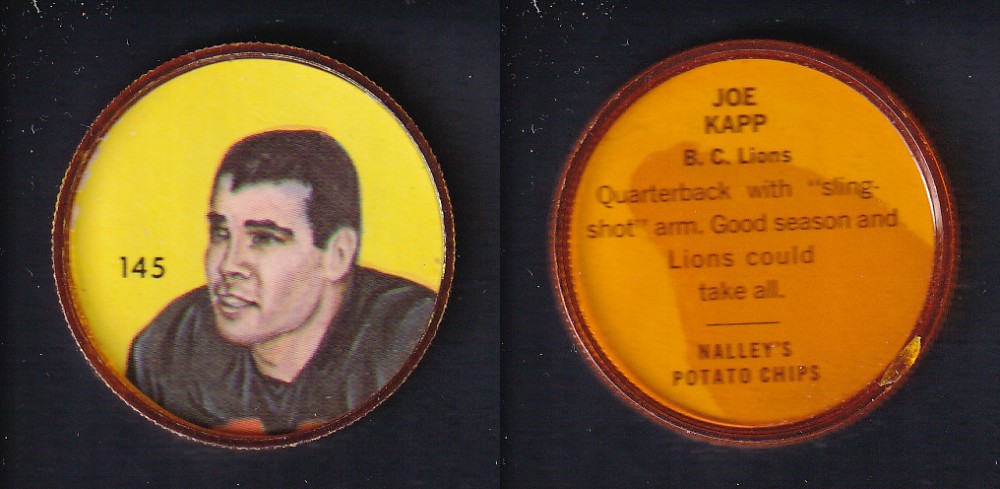 145
JOE
KAPP
B. C. Lions
Quarterback with "sling-
shot" arm. Good season and
Lions could
take all.
NALLEY'S
POTATO CHIPS